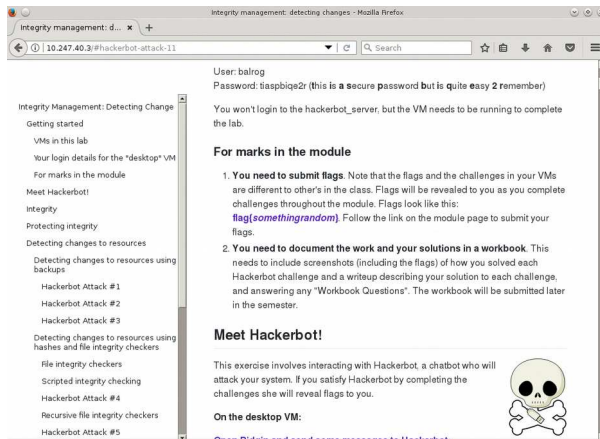 Integrity management: detecting changes - Mozilla Firefox
Integrity management: d...
10.247.40.3/#hackerbot-attack-11
Search
Integrity Management: Detecting Change
Getting started
VMs in this lab
Your login details for the "desktop" VM
For marks in the module
Meet Hackerbot!
Integrity
Protecting integrity
Detecting changes to resources
Detecting changes to resources using
backups
Hackerbot Attack #1
Hackerbot Attack #2
Hackerbot Attack #3
Detecting changes to resources using
hashes and file integrity checkers
File integrity checkers
Scripted integrity checking
Hackerbot Attack #4
Recursive file integrity checkers
Hackerbot Attack #5
User: balrog
Password: tiaspbiqe2r (this is a secure password but is quite easy 2 remember)
You won't login to the hackerbot_server, but the VM needs to be running to complete
the lab.
For marks in the module
1. You need to submit flags. Note that the flags and the challenges in your VMs
are different to other's in the class. Flags will be revealed to you as you complete
challenges throughout the module. Flags look like this:
flag{somethingrandom}. Follow the link on the module page to submit your
flags.
2. You need to document the work and your solutions in a workbook. This
needs to include screenshots (including the flags) of how you solved each
Hackerbot challenge and a writeup describing your solution to each challenge,
and answering any "Workbook Questions". The workbook will be submitted later
in the semester.
Meet Hackerbot!
This exercise involves interacting with Hackerbot, a chatbot who will
attack your system. If you satisfy Hackerbot by completing the
challenges she will reveal flags to you.
On the desktop VM:
Open Pidgin and send some messages to Hackerbot